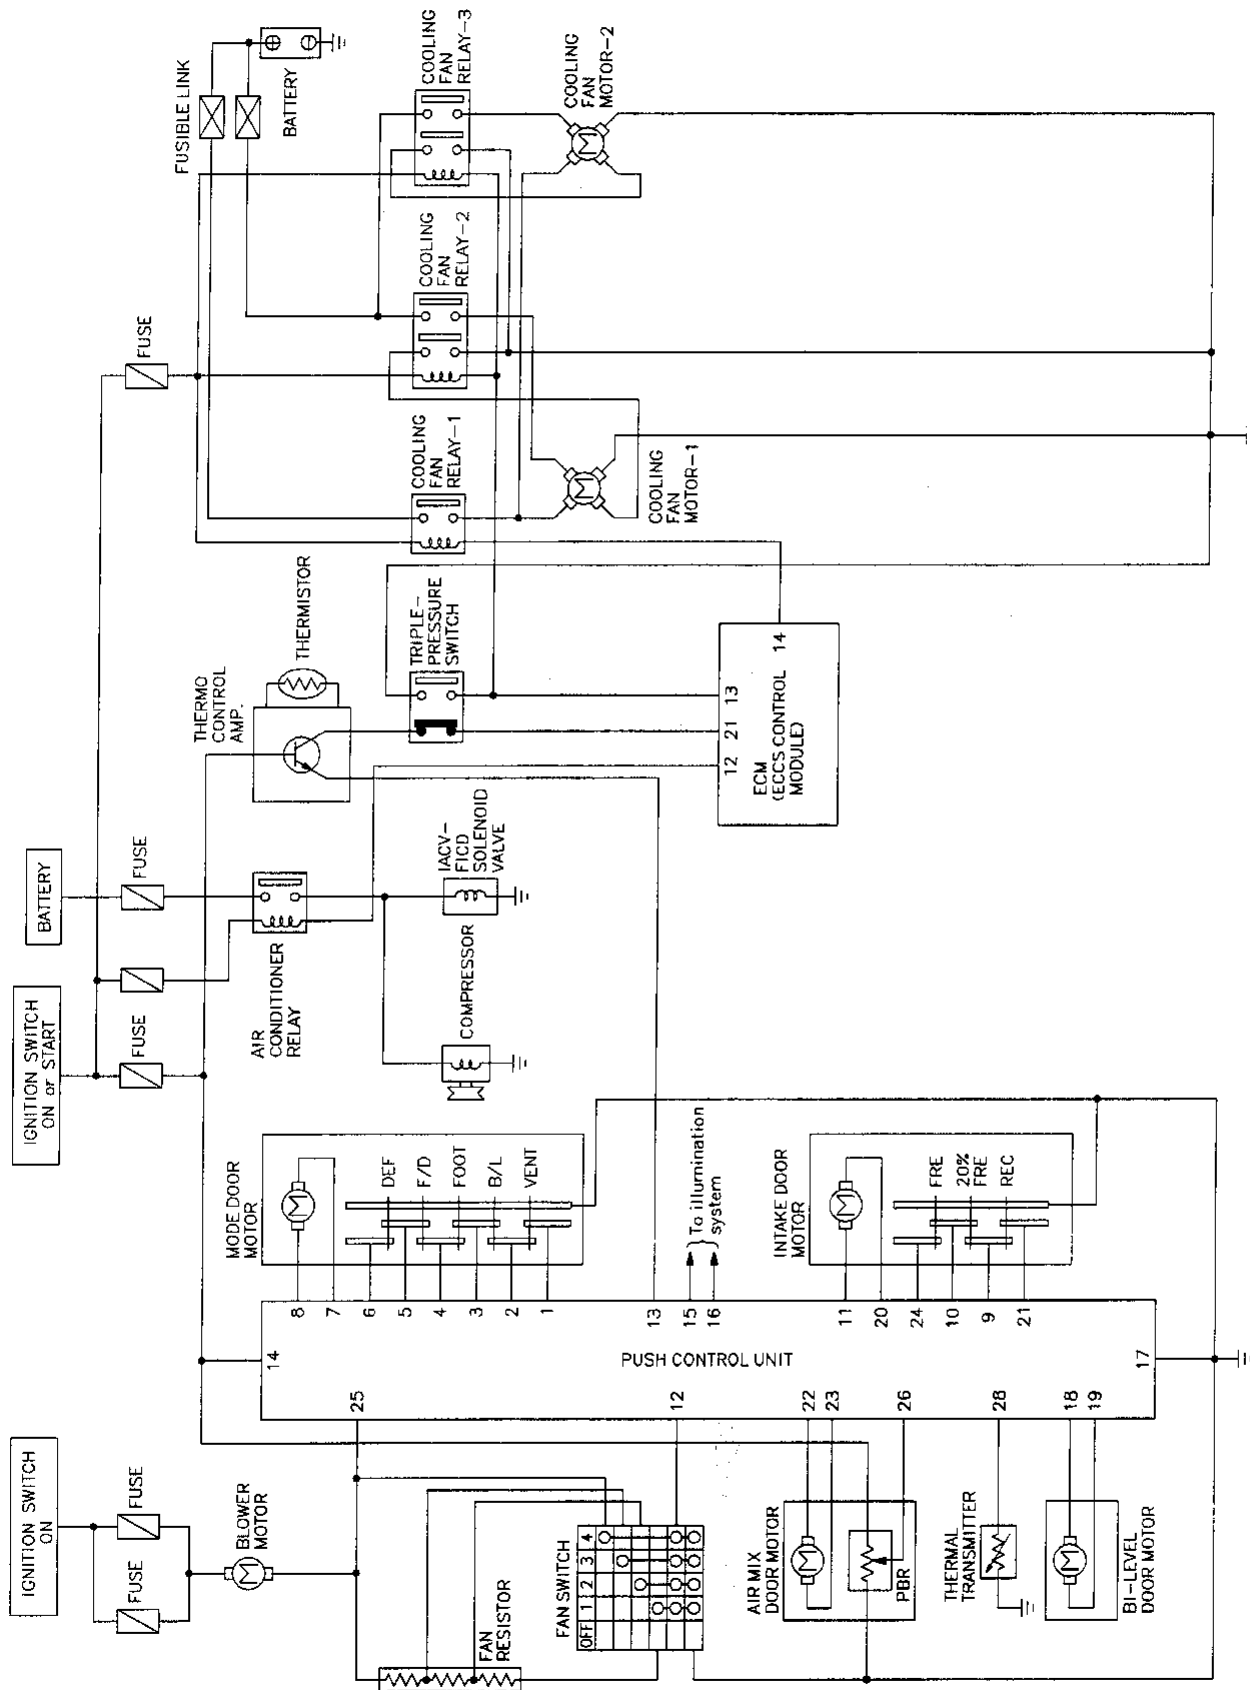 IGNITION SWITCH
ON
FUSE
FUSE
BLOWER
MOTOR
FAN
RESISTOR
FAN SWITCH
OFF 1 2 3 4
IGNITION SWITCH
ON or START
BATTERY
FUSE
FUSE
AIR
CONDITIONER
RELAY
COMPRESSOR
IACV-
FICD
SOLENOID
VALVE
THERMO
CONTROL
AMP.
THERMISTOR
TRIPLE-
PRESSURE
SWITCH
FUSE
FUSIBLE LINK
BATTERY
COOLING
FAN
RELAY-1
COOLING
FAN
RELAY-2
COOLING
FAN
RELAY-3
COOLING
FAN
MOTOR-1
M
COOLING
FAN
MOTOR-2
M
12 21 13 14
ECM
(ECCS CONTROL
MODULE)
MODE DOOR
MOTOR
M
DEF
F/D
FOOT
B/L
VENT
To illumination
system
INTAKE DOOR
MOTOR
M
FRE
20%
FRE
REC
8 7 6 5 4 3 2 1 13 15 16 11 20 24 10 9 21
14
PUSH CONTROL UNIT
17
25 12 22 23 26 28 18 19
M
AIR MIX
DOOR MOTOR
M
PBR
THERMAL
TRANSMITTER
BI-LEVEL
DOOR MOTOR
M